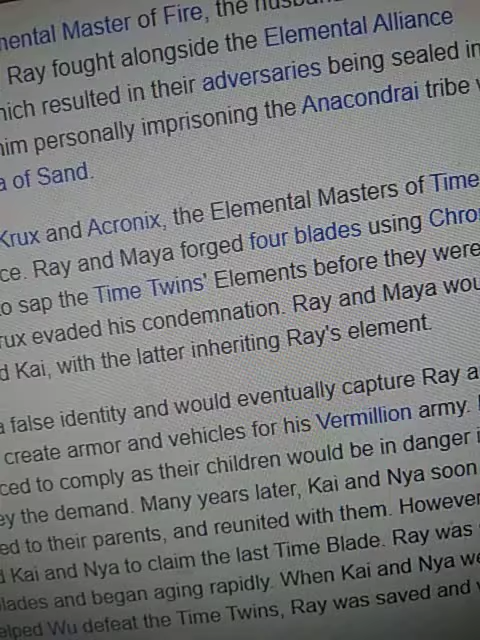 mental Master of Fire, the
Ray fought alongside the Elemental Alliance
which resulted in their adversaries being sealed in
him personally imprisoning the Anacondrai tribe
of Sand.
Krux and Acronix, the Elemental Masters of Time
ce. Ray and Maya forged four blades using Chro
to sap the Time Twins' Elements before they were
rux evaded his condemnation. Ray and Maya wou
d Kai, with the latter inheriting Ray's element.
a false identity and would eventually capture Ray a
create armor and vehicles for his Vermillion army.
ced to comply as their children would be in danger i
ey the demand. Many years later, Kai and Nya soon
ed to their parents, and reunited with them. However
d Kai and Nya to claim the last Time Blade. Ray was
lades and began aging rapidly. When Kai and Nya we
elped Wu defeat the Time Twins, Ray was saved and